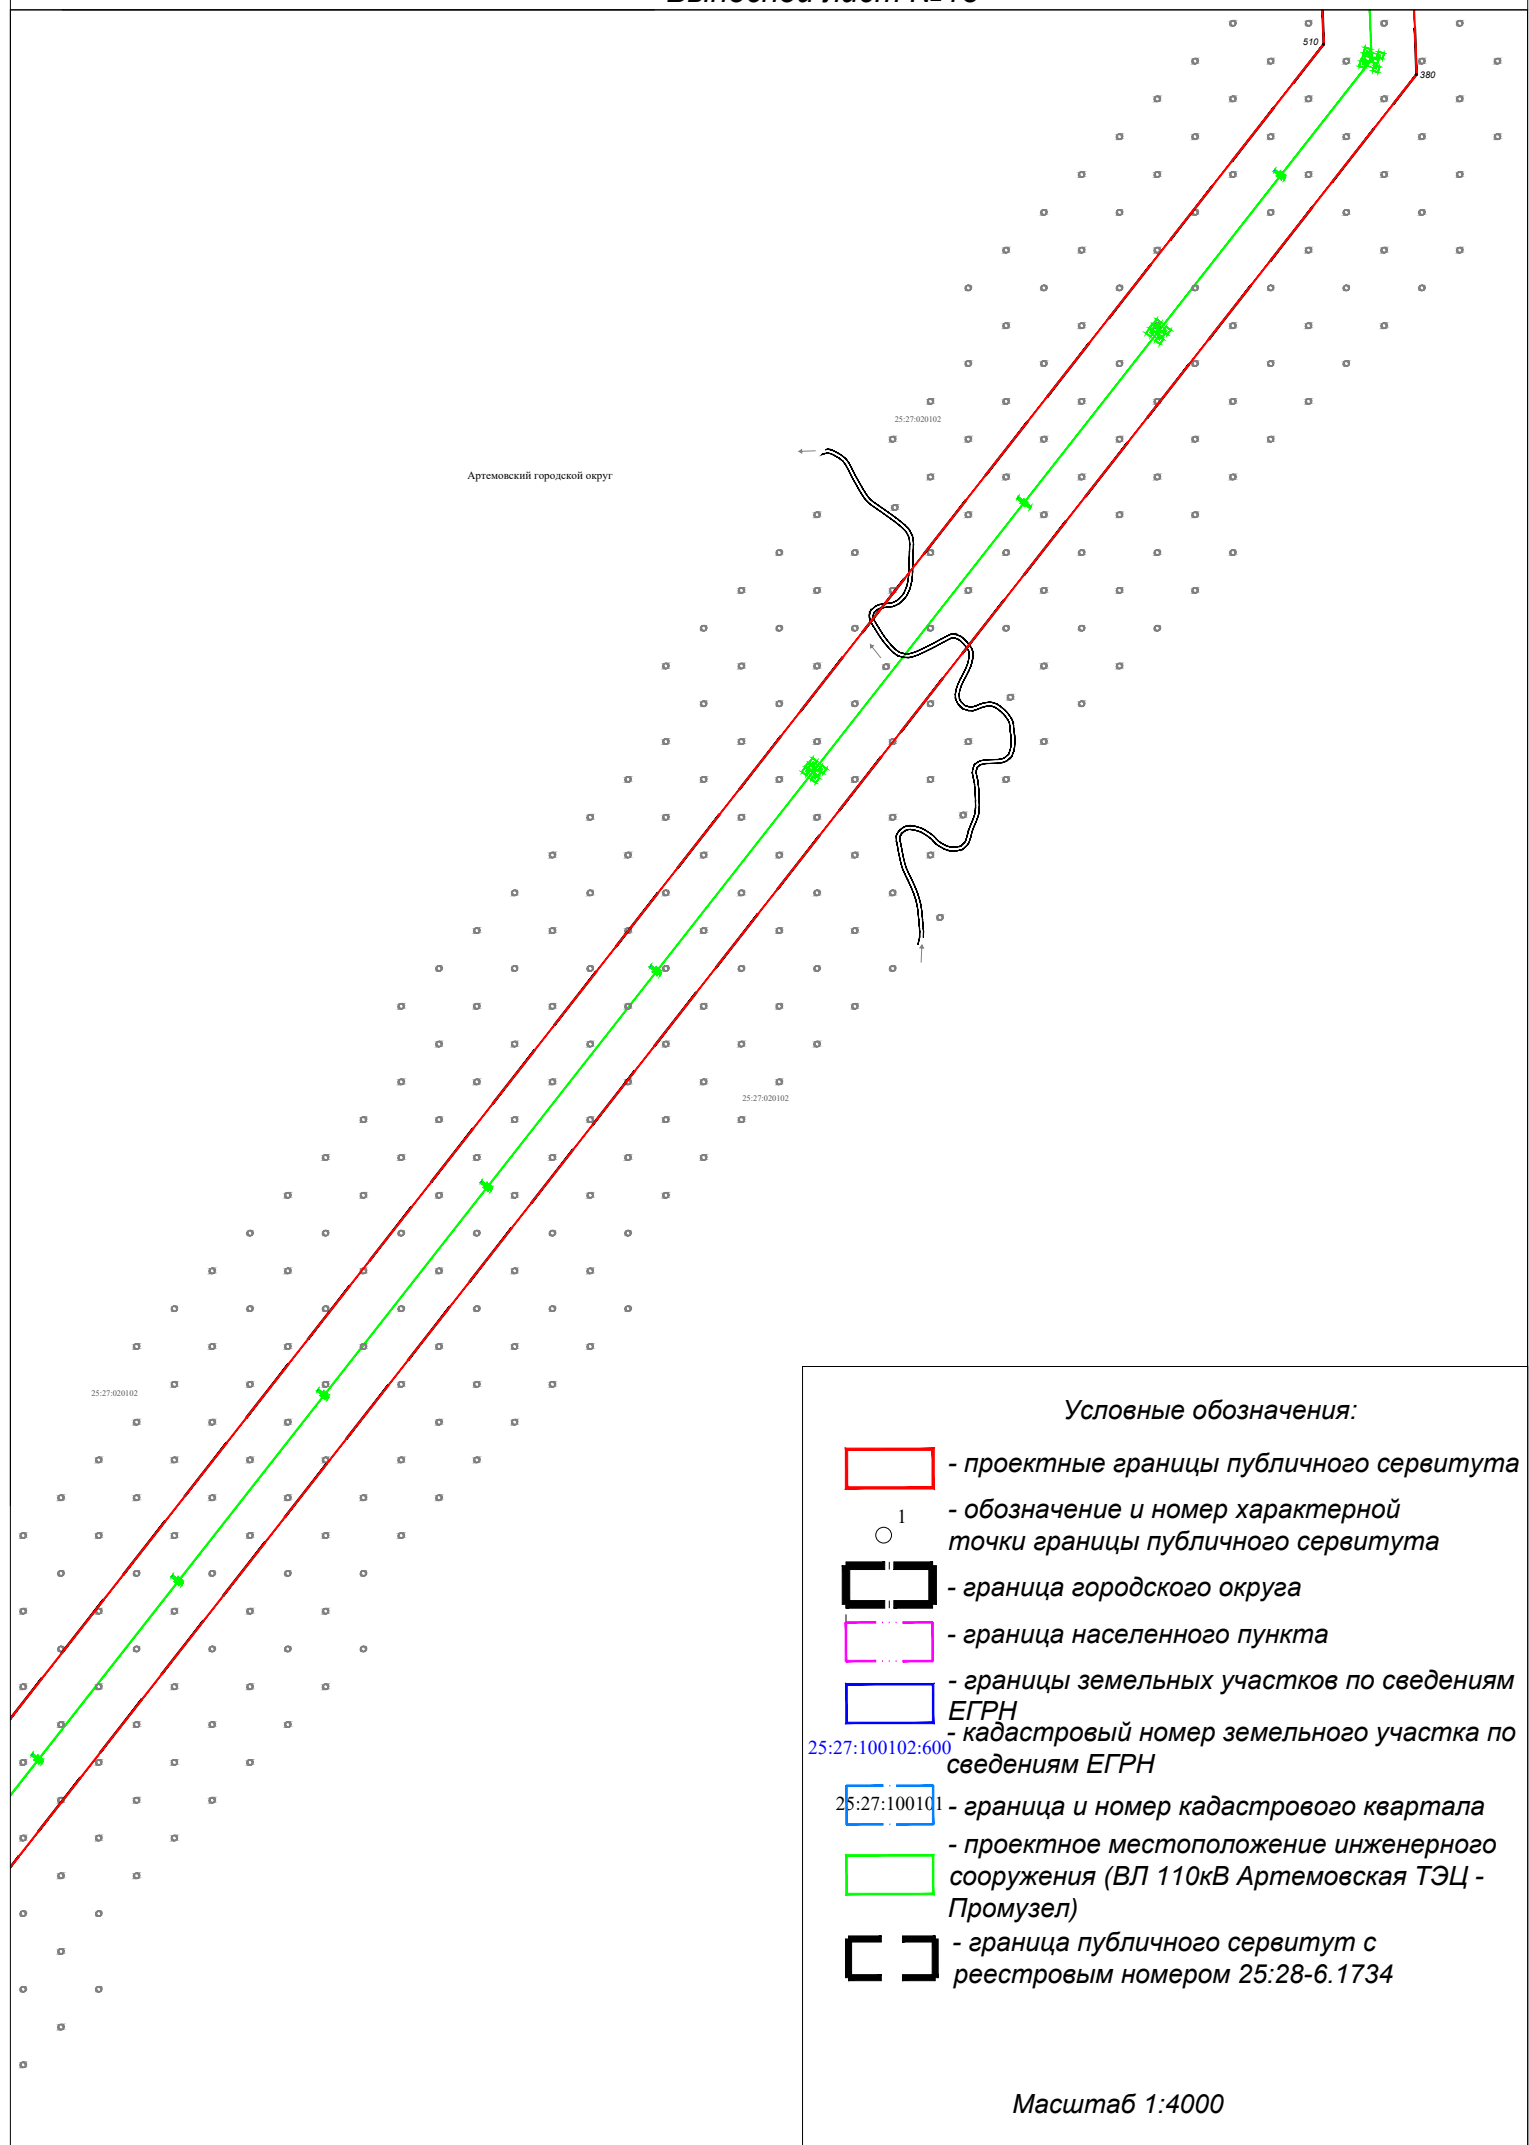 510
380
25:27:020102
Артемовский городской округ
25:27:020102
25:27:020102
Условные обозначения:
- проектные границы публичного сервитута
1
- обозначение и номер характерной
точки границы публичного сервитута
- граница городского округа
- граница населенного пункта
- границы земельных участков по сведениям
ЕГРН
25:27:100102:600
- кадастровый номер земельного участка по
сведениям ЕГРН
25:27:100101
- граница и номер кадастрового квартала
- проектное местоположение инженерного
сооружения (ВЛ 110кВ Артемовская ТЭЦ -
Промузел)
- граница публичного сервитут с
реестровым номером 25:28-6.1734
Масштаб 1:4000